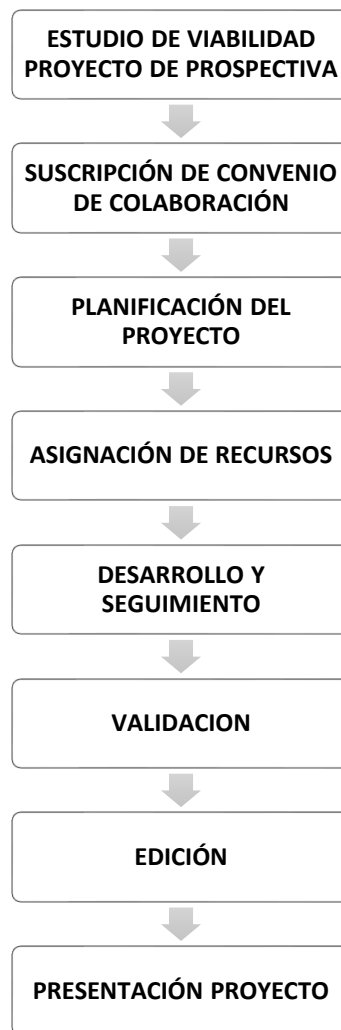 ESTUDIO DE VIABILIDAD
PROYECTO DE PROSPECTIVA
SUSCRIPCIÓN DE CONVENIO
DE COLABORACIÓN
PLANIFICACIÓN DEL
PROYECTO
ASIGNACIÓN DE RECURSOS
DESARROLLO Y
SEGUIMIENTO
VALIDACION
EDICIÓN
PRESENTACIÓN PROYECTO